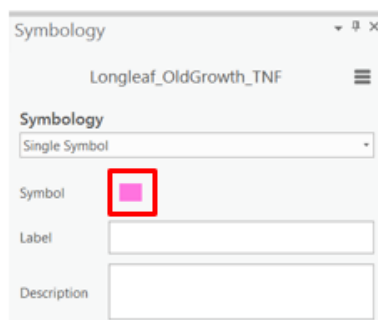 Symbology
Longleaf_OldGrowth_TNF
Symbology
Single Symbol
Symbol
Label
Description